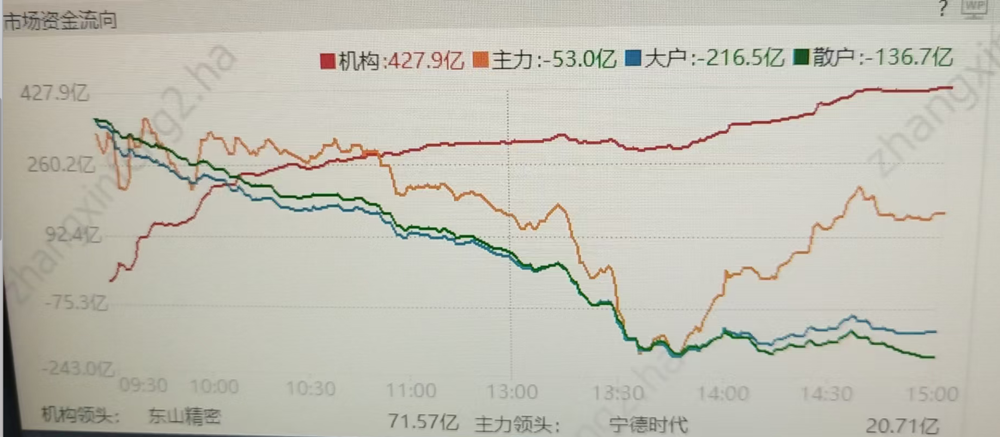 市场资金流向
?
WP
机构:427.9亿 主力:-53.0亿 大户:-216.5亿 散户:-136.7亿
427.9亿
260.2亿
92.4亿
-75.3亿
-243.0亿
09:30 10:00 10:30 11:00 13:00 13:30 14:00 14:30 15:00
机构领头: 东山精密 71.57亿 主力领头: 宁德时代 20.71亿